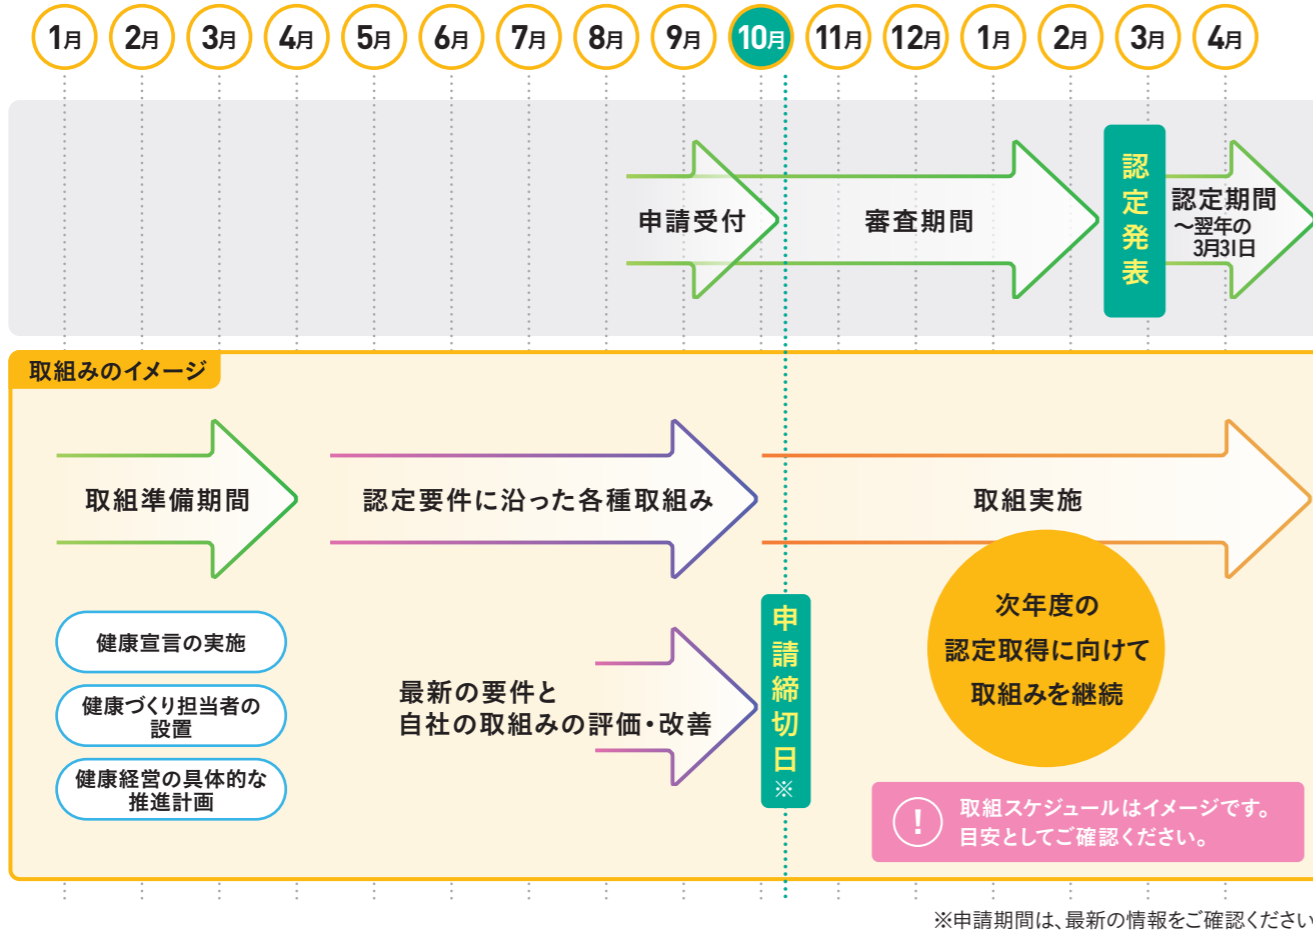 1月 2月 3月 4月 5月 6月 7月 8月 9月 10月 11月 12月 1月 2月 3月 4月
申請受付
審査期間
認定発表
認定期間
～翌年の
3月31日
取組みのイメージ
取組準備期間
認定要件に沿った各種取組み
取組実施
健康宣言の実施
健康づくり担当者の
設置
健康経営の具体的な
推進計画
最新の要件と
自社の取組みの評価・改善
申請締切日※
次年度の
認定取得に向けて
取組みを継続
!
取組スケジュールはイメージです。
目安としてご確認ください。
※申請期間は、最新の情報をご確認ください